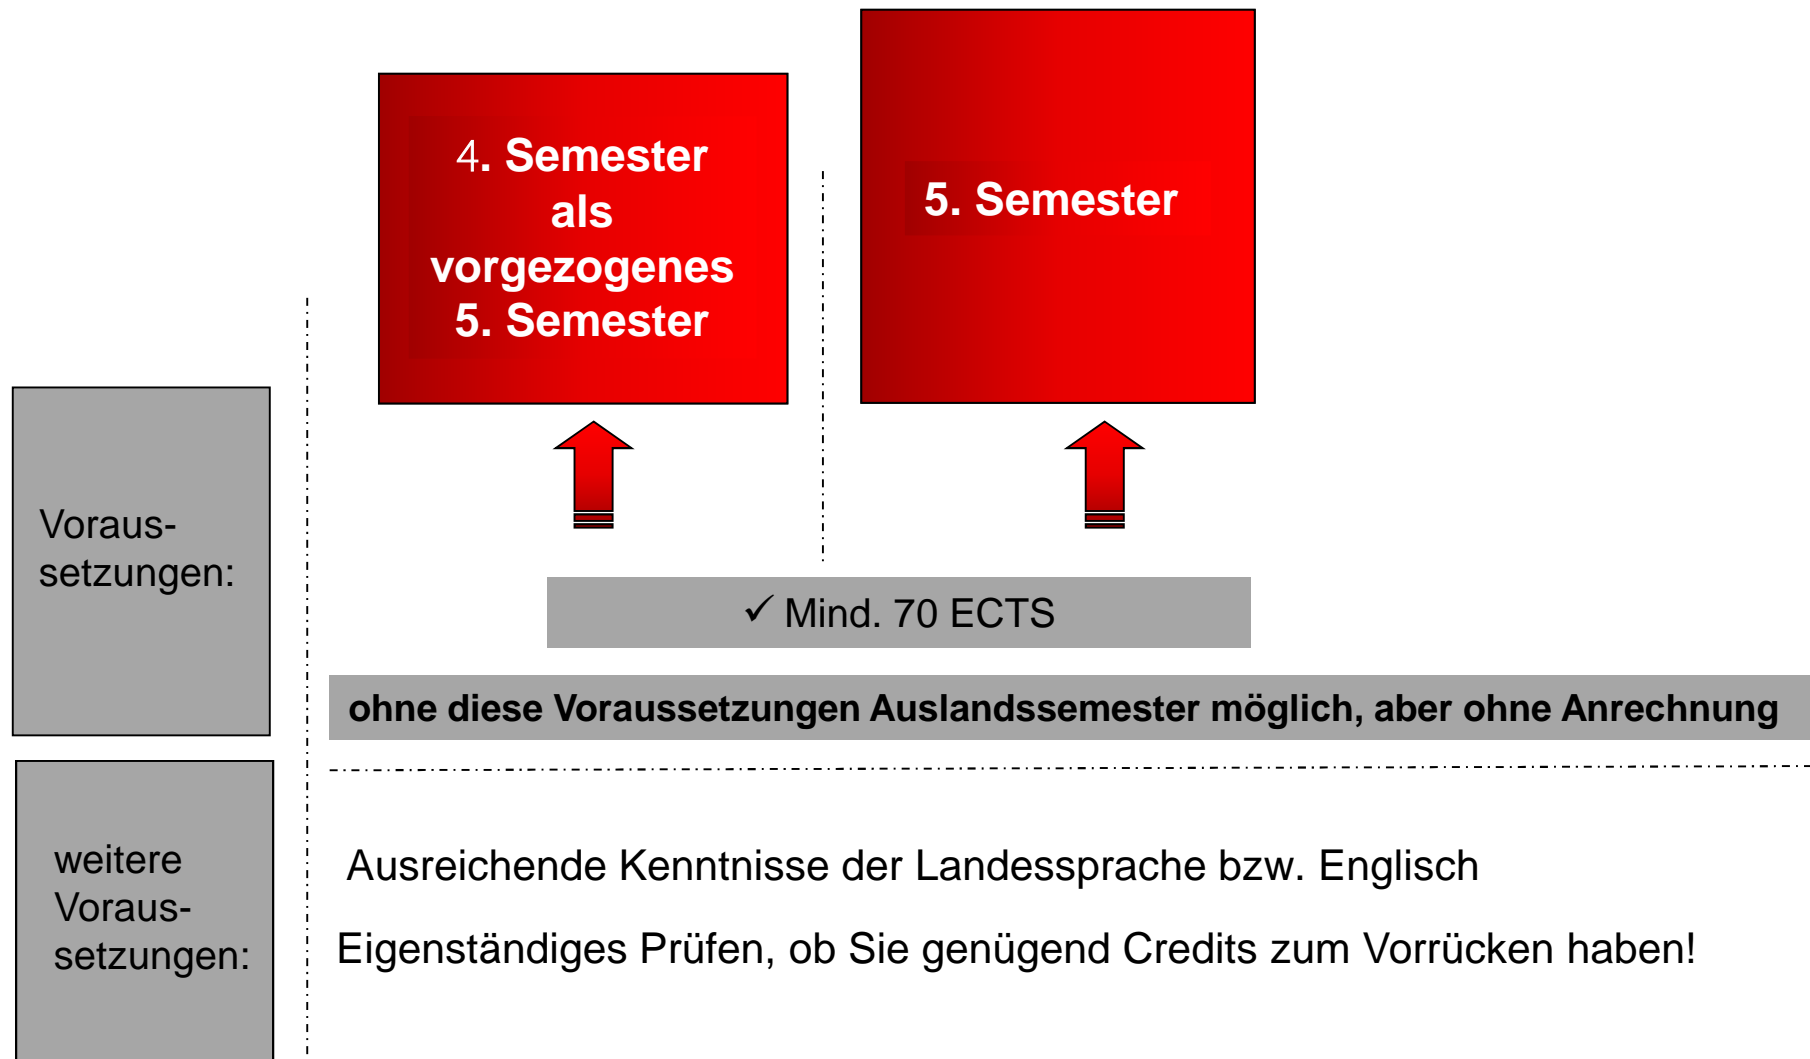 4. Semester
als
vorgezogenes
5. Semester
5. Semester
Voraus-
setzungen:
✓ Mind. 70 ECTS
ohne diese Voraussetzungen Auslandssemester möglich, aber ohne Anrechnung
weitere
Voraus-
setzungen:
Ausreichende Kenntnisse der Landessprache bzw. Englisch
Eigenständiges Prüfen, ob Sie genügend Credits zum Vorrücken haben!